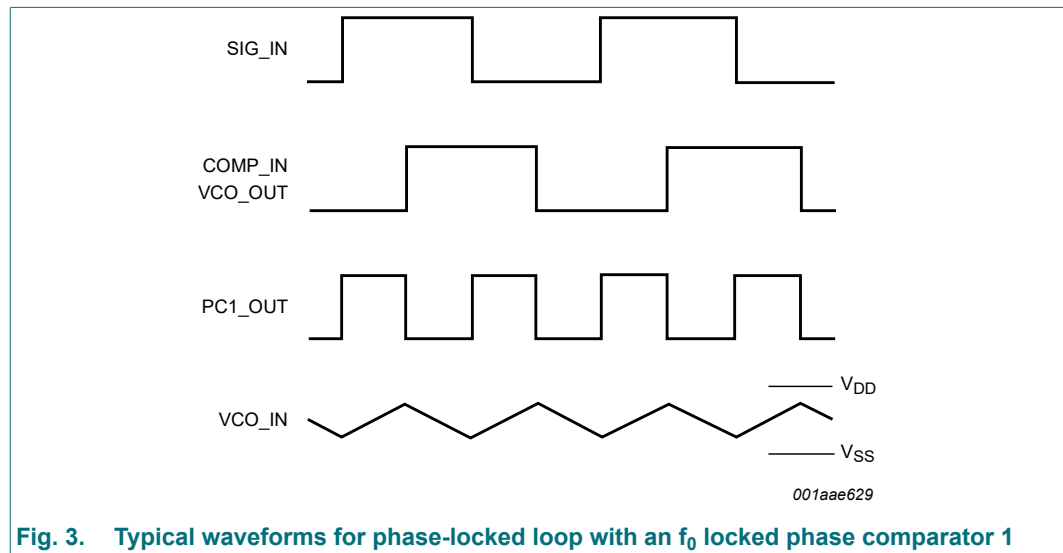 SIG_IN
COMP_IN
VCO_OUT
PC1_OUT
VCO_IN
VDD
VSS
001aae629
Fig. 3. Typical waveforms for phase-locked loop with an f0 locked phase comparator 1